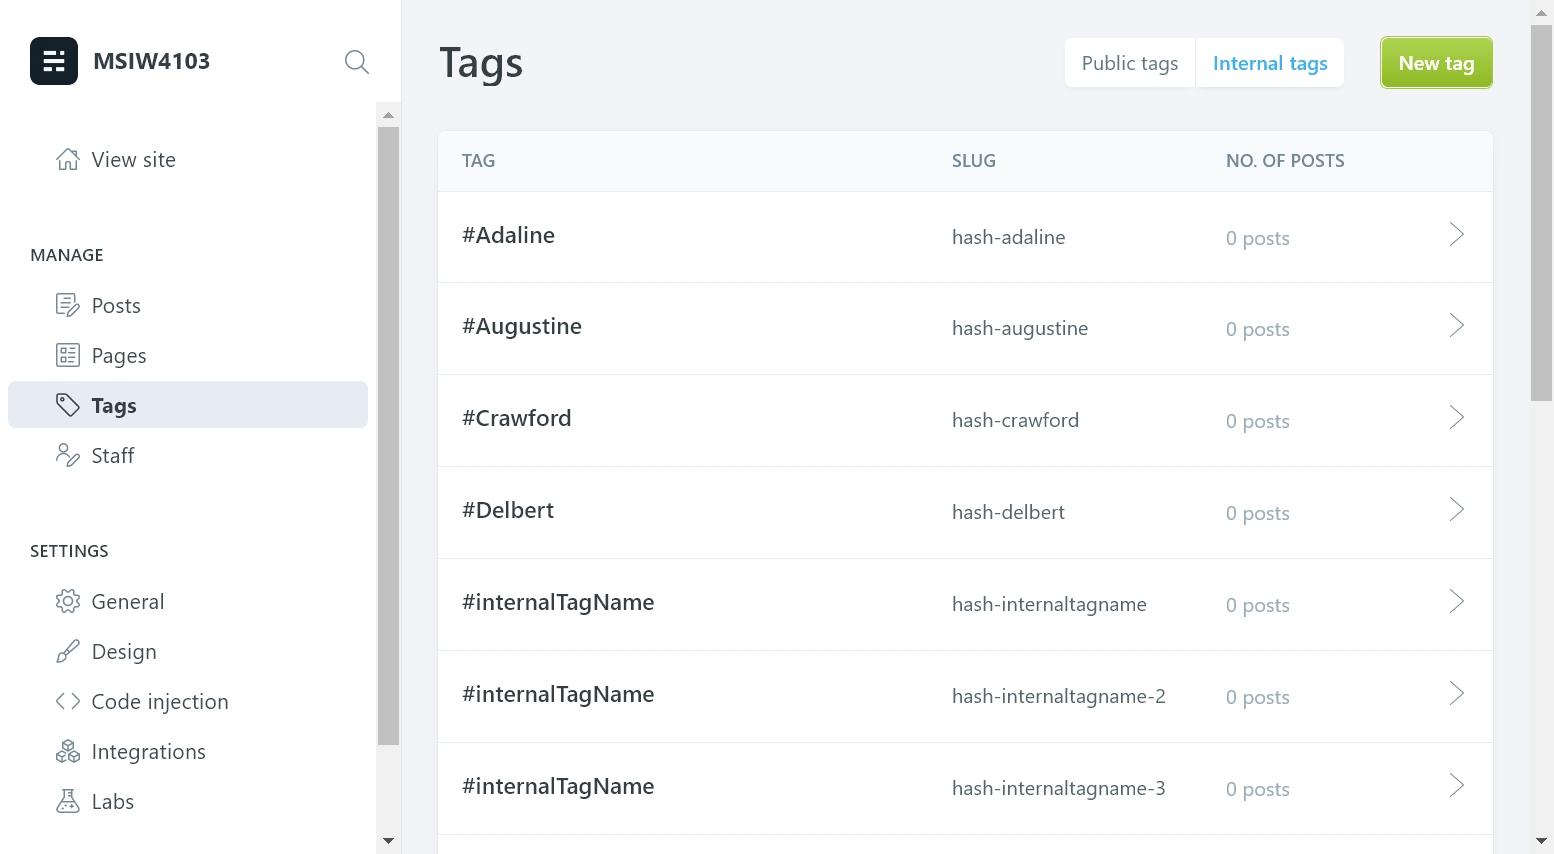 MSIW4103
View site
MANAGE
Posts
Pages
Tags
Staff
SETTINGS
General
Design
Code injection
Integrations
Labs
Tags
Public tags
Internal tags
New tag
TAG SLUG NO. OF POSTS
#Adaline hash-adaline 0 posts
#Augustine hash-augustine 0 posts
#Crawford hash-crawford 0 posts
#Delbert hash-delbert 0 posts
#internalTagName hash-internaltagname 0 posts
#internalTagName hash-internaltagname-2 0 posts
#internalTagName hash-internaltagname-3 0 posts